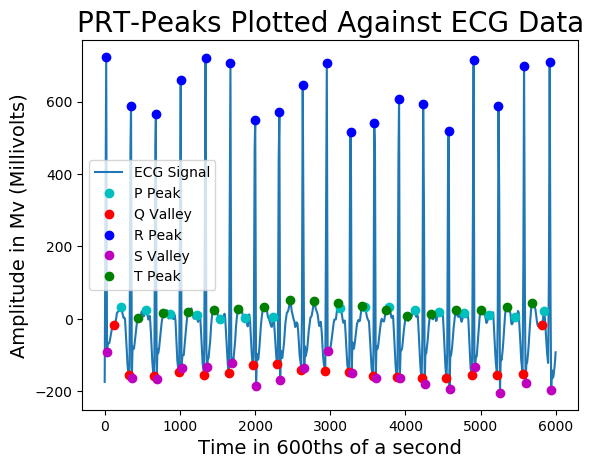 PRT-Peaks Plotted Against ECG Data
Amplitude in Mv (Millivolts)
600
400
200
0
−200
ECG Signal
P Peak
Q Valley
R Peak
S Valley
T Peak
0 1000 2000 3000 4000 5000 6000
Time in 600ths of a second